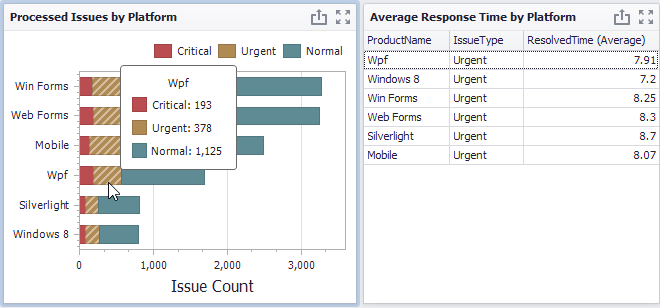 Processed Issues by Platform
Critical Urgent Normal
Wpf
Critical: 193
Urgent: 378
Normal: 1,125
Win Forms
Web Forms
Mobile
Wpf
Silverlight
Windows 8
0 1,000 2,000 3,000
Issue Count
Average Response Time by Platform
ProductName IssueType ResolvedTime (Average)
Wpf Urgent 7.91
Windows 8 Urgent 7.2
Win Forms Urgent 8.25
Web Forms Urgent 8.3
Silverlight Urgent 8.7
Mobile Urgent 8.07